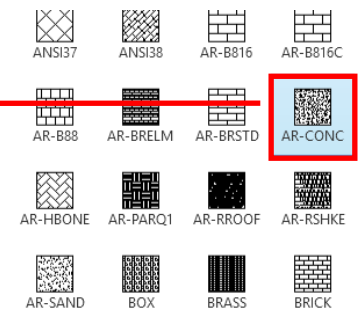 ANSI37 ANSI38 AR-B816 AR-B816C
AR-B88 AR-BRELM AR-BRSTD AR-CONC
AR-HBONE AR-PARQ1 AR-RROOF AR-RSHKE
AR-SAND BOX BRASS BRICK